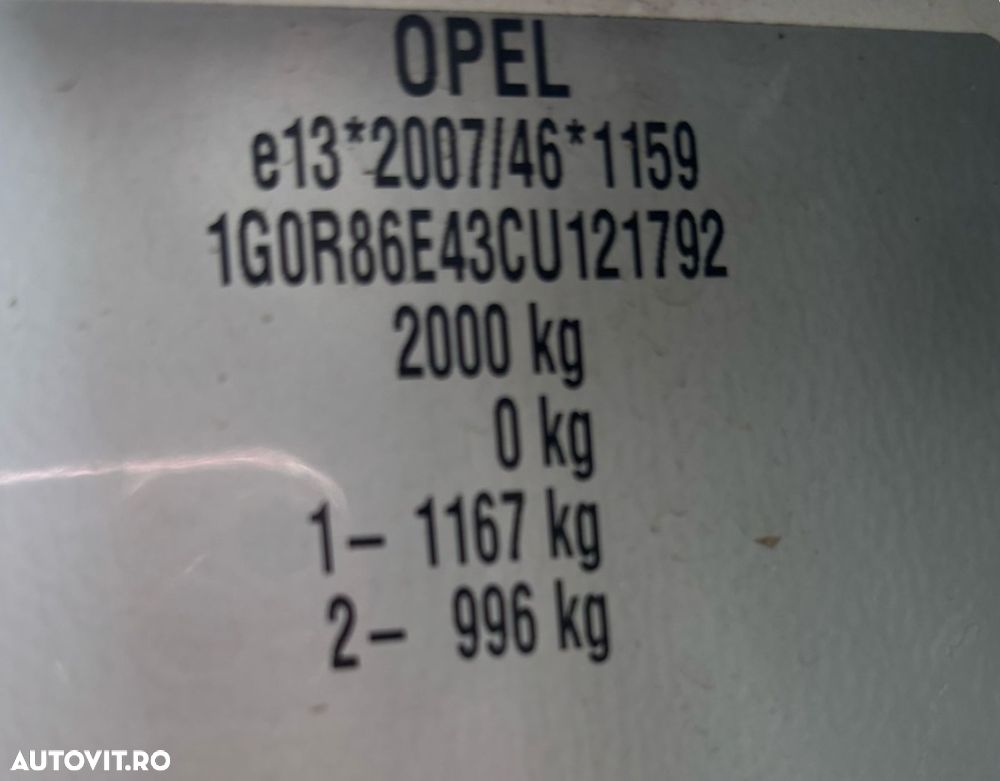 OPEL
e13*2007/46*1159
1G0R86E43CU121792
2000 kg
0 kg
1- 1167 kg
2- 996 kg
AUTOVIT.RO